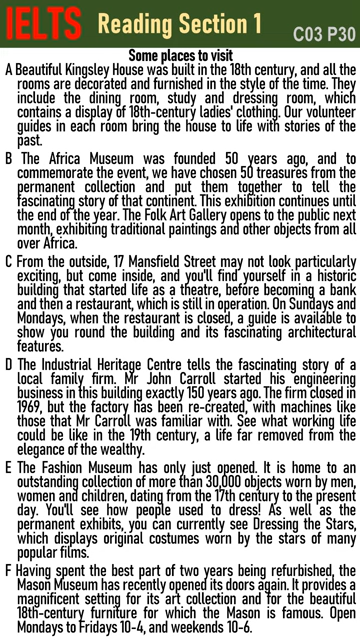 IELTS Reading Section 1 C03 P30
Some places to visit
A Beautiful Kingsley House was built in the 18th century, and all the
rooms are decorated and furnished in the style of the time. They
include the dining room, study and dressing room, which
contains a display of 18th-century ladies' clothing. Our volunteer
guides in each room bring the house to life with stories of the
past.
B The Africa Museum was founded 50 years ago, and to
commemorate the event, we have chosen 50 treasures from the
permanent collection and put them together to tell the
fascinating story of that continent. This exhibition continues until
the end of the year. The Folk Art Gallery opens to the public next
month, exhibiting traditional paintings and other objects from all
over Africa.
C From the outside, 17 Mansfield Street may not look particularly
exciting, but come inside, and you'll find yourself in a historic
building that started life as a theatre, before becoming a bank
and then a restaurant, which is still in operation. On Sundays and
Mondays, when the restaurant is closed, a guide is available to
show you round the building and its fascinating architectural
features.
D The Industrial Heritage Centre tells the fascinating story of a
local family firm. Mr John Carroll started his engineering
business in this building exactly 150 years ago. The firm closed in
1969, but the factory has been re-created, with machines like
those that Mr Carroll was familiar with. See what working life
could be like in the 19th century, a life far removed from the
elegance of the wealthy.
E The Fashion Museum has only just opened. It is home to an
outstanding collection of more than 30,000 objects worn by men,
women and children, dating from the 17th century to the present
day. You'll see how people used to dress! As well as the
permanent exhibits, you can currently see Dressing the Stars,
which displays original costumes worn by the stars of many
popular films.
F Having spent the best part of two years being refurbished, the
Mason Museum has recently opened its doors again. It provides a
magnificent setting for its art collection and for the beautiful
18th-century furniture for which the Mason is famous. Open
Mondays to Fridays 10-4, and weekends 10-6.